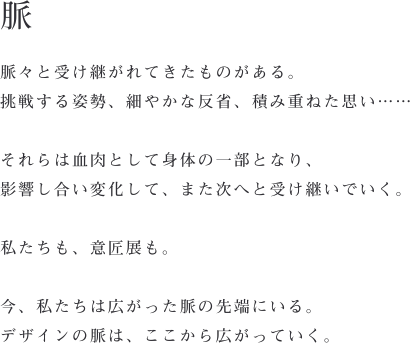 脈
脈々と受け継がれてきたものがある。
挑戦する姿勢、細やかな反省、積み重ねた思い……
それらは血肉として身体の一部となり、
影響し合い変化して、また次へと受け継いでいく。
私たちも、意匠展も。
今、私たちは広がった脈の先端にいる。
デザインの脈は、ここから広がっていく。